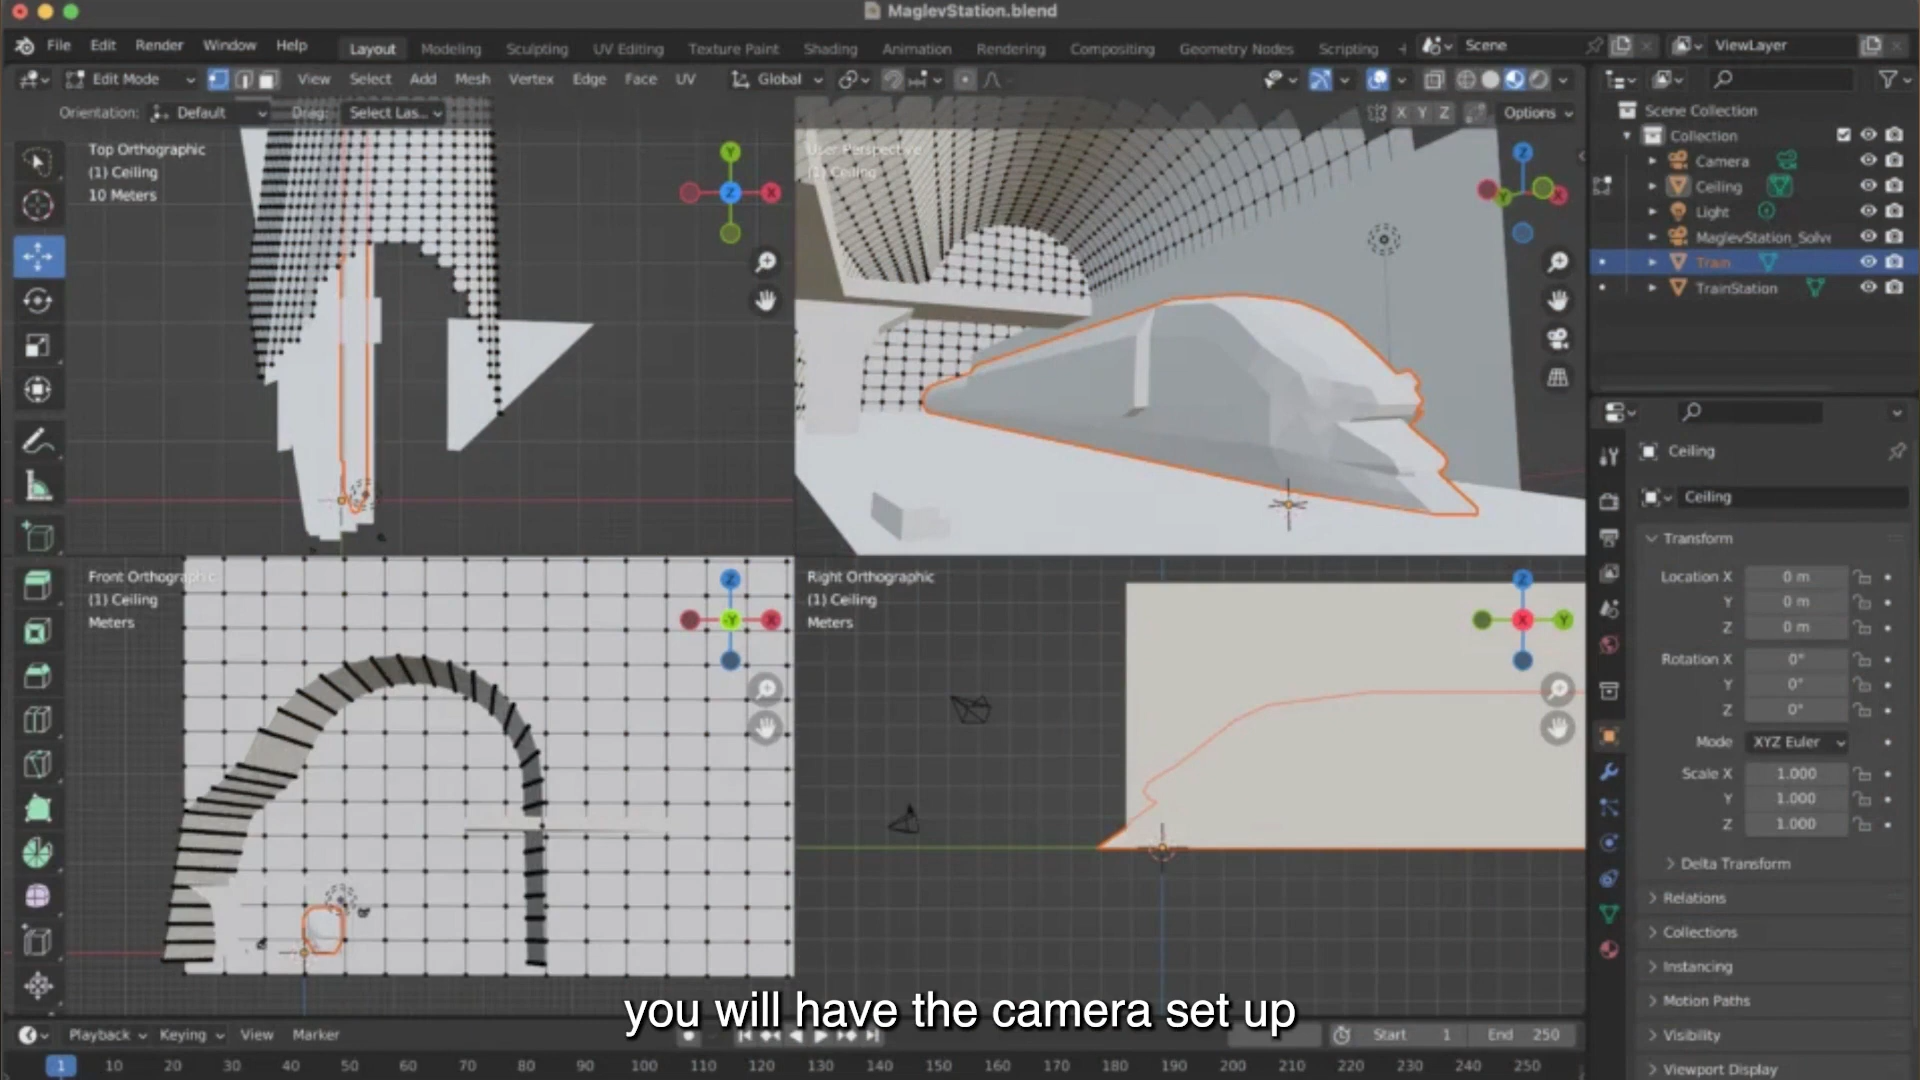 MaglevStation.blend
File Edit Render Window Help Layout Modeling Sculpting UV Editing Texture Paint Shading Animation Rendering Compositing Geometry Nodes Scripting Scene ViewLayer
Edit Mode View Select Add Mesh Vertex Edge Face UV Global
Orientation: Default Drag: Select Las... X Y Z Options
Top Orthographic
(1) Ceiling
10 Meters
User Perspective
(1) Ceiling
Front Orthographic
(1) Ceiling
Meters
Right Orthographic
(1) Ceiling
Meters
Scene Collection
Collection
Camera
Ceiling
Light
MaglevStation_Solve
Train
TrainStation
Ceiling
Ceiling
Transform
Location X 0 m
Y 0 m
Z 0 m
Rotation X 0°
Y 0°
Z 0°
Mode XYZ Euler
Scale X 1.000
Y 1.000
Z 1.000
Delta Transform
Relations
Collections
Instancing
Motion Paths
Visibility
Viewport Display
you will have the camera set up
Playback Keying View Marker Start 1 End 250
1 10 20 30 40 50 60 70 80 90 100 110 120 130 140 150 160 170 180 190 200 210 220 230 240 250